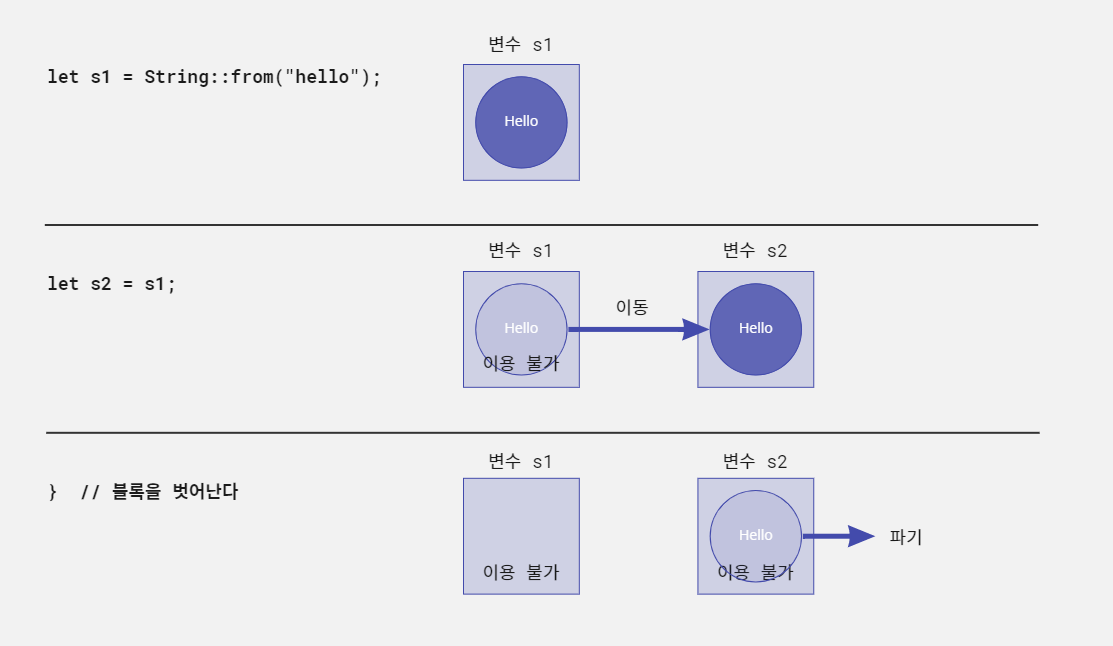 변수 s1
let s1 = String::from("hello");
Hello
변수 s1
변수 s2
let s2 = s1;
이동
Hello
Hello
이용 불가
변수 s1
변수 s2
} // 블록을 벗어난다
Hello
파기
이용 불가
이용 불가